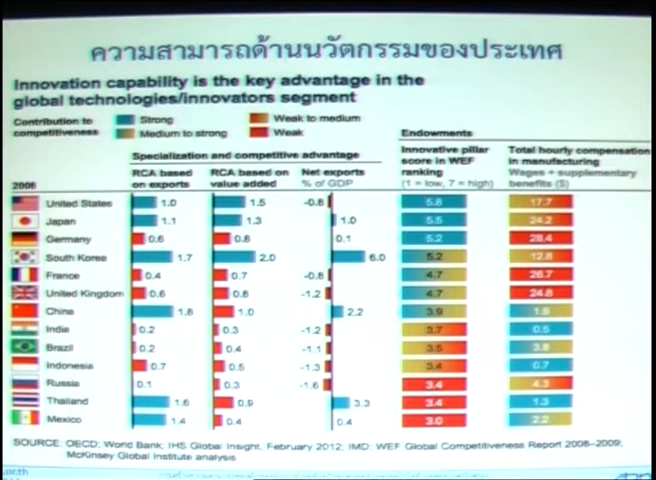 ความสามารถด้านนวัตกรรมของประเทศ
Innovation capability is the key advantage in the
global technologies/innovators segment
Contribution to competitiveness
Strong
Weak to medium
Medium to strong
Weak
Endowments
Specialization and competitive advantage
Innovative pillar score in WEF ranking (1 = low, 7 = high)
Total hourly compensation in manufacturing Wages + supplementary benefits ($)
2008 RCA based on exports RCA based on value added Net exports % of GDP
United States 1.0 1.5 -0.8 5.8 17.7
Japan 1.1 1.3 1.0 5.5 24.2
Germany 0.6 0.8 0.1 5.2 28.4
South Korea 1.7 2.0 6.0 5.2 12.8
France 0.4 0.7 -0.8 4.7 26.7
United Kingdom 0.6 0.8 -1.2 4.7 24.8
China 1.8 1.0 2.2 3.9
India 0.2 0.3 -1.2 3.7 0.5
Brazil 0.2 0.4 -1.1 3.5 3.8
Indonesia 0.7 0.5 -1.3 3.4 0.7
Russia 0.1 0.3 -1.6 3.4 4.3
Thailand 1.6 0.9 3.3 3.4 1.3
Mexico 1.4 0.4 0.4 3.0 2.2
SOURCE: OECD; World Bank; IHS Global Insight, February 2012; IMD; WEF Global Competitiveness Report 2008–2009;
McKinsey Global Institute analysis
.or.th